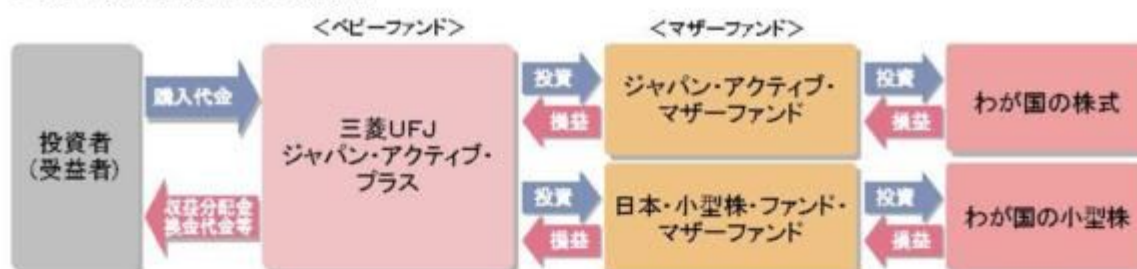 <ベビーファンド>
<マザーファンド>
投資者
(受益者)
購入代金
収益分配金
換金代金等
三菱UFJ
ジャパン・アクティブ・
プラス
投資
損益
ジャパン・アクティブ・
マザーファンド
投資
損益
わが国の株式
投資
損益
日本・小型株・ファンド・
マザーファンド
投資
損益
わが国の小型株